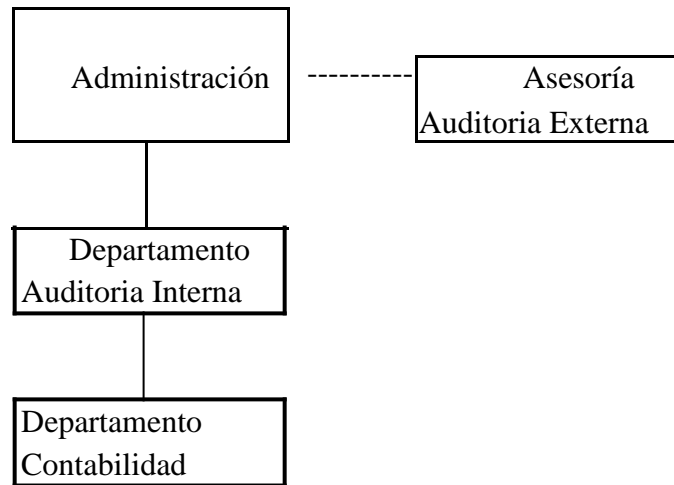 Administración
Asesoría
Auditoria Externa
Departamento
Auditoria Interna
Departamento
Contabilidad